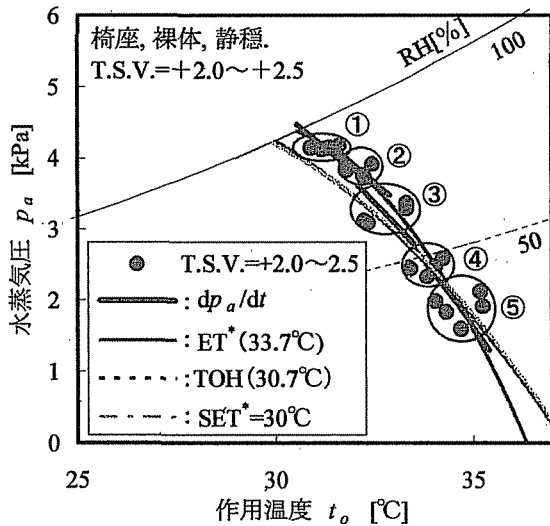 椅座, 裸体, 静穏.
T.S.V.=+2.0~+2.5
RH[%]
100
50
①
②
③
④
⑤
T.S.V.=+2.0~2.5
: dpₐ/dt
: ET*(33.7℃)
: TOH(30.7℃)
: SET*=30℃
水蒸気圧 pₐ [kPa]
6
5
4
3
2
1
0
25
30
35
作用温度 tₒ [℃]